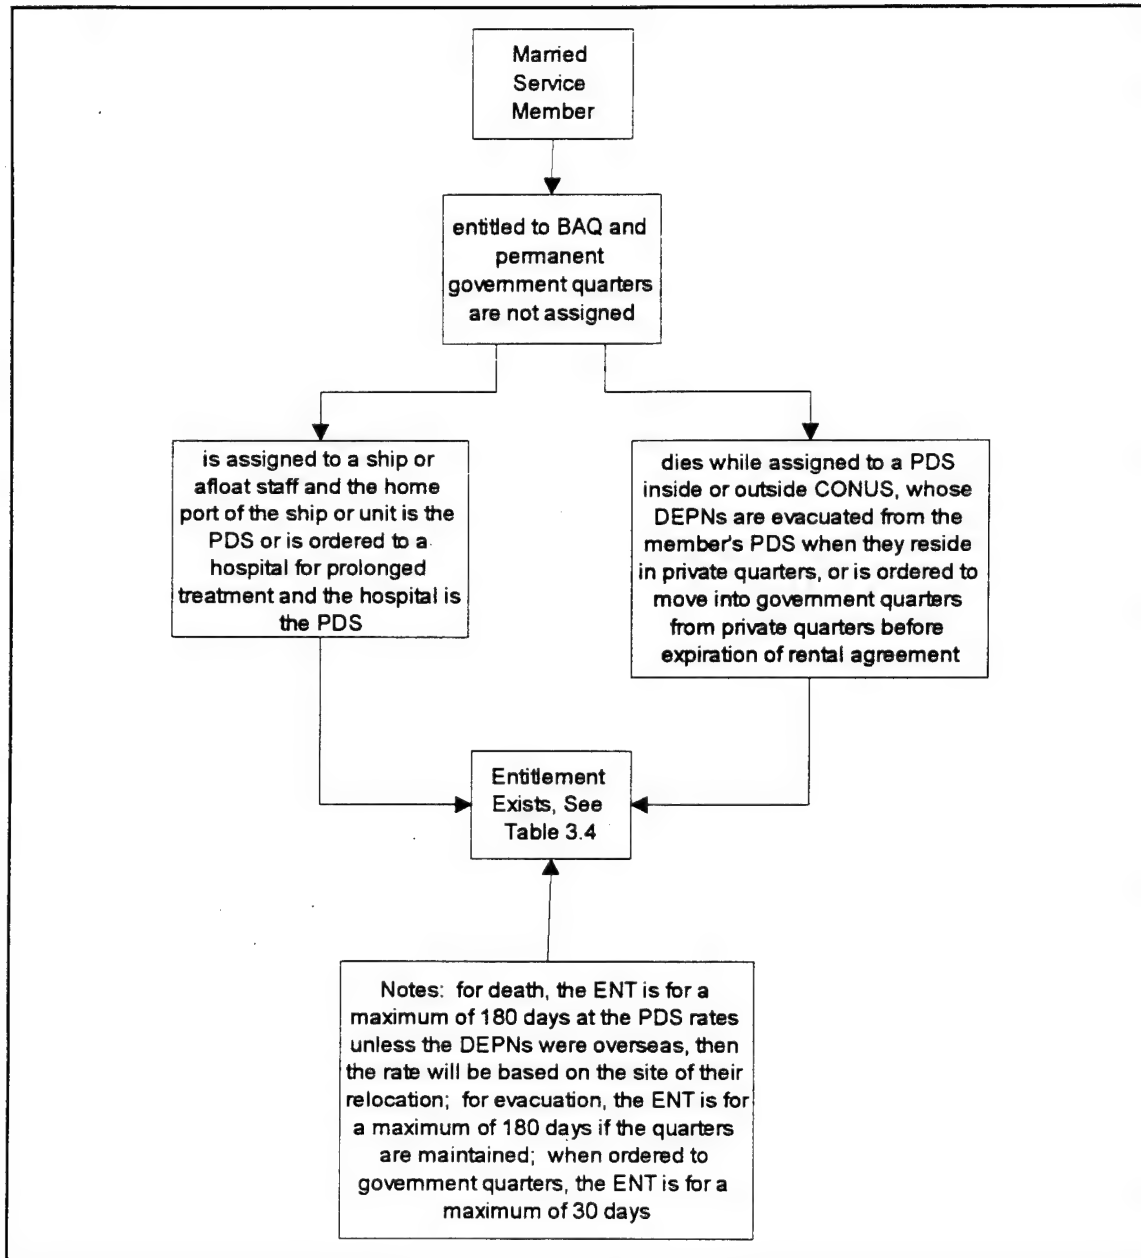 Married
Service
Member
entitled to BAQ and
permanent
government quarters
are not assigned
is assigned to a ship or
afloat staff and the home
port of the ship or unit is the
PDS or is ordered to a
hospital for prolonged
treatment and the hospital is
the PDS
dies while assigned to a PDS
inside or outside CONUS, whose
DEPNs are evacuated from the
member's PDS when they reside
in private quarters, or is ordered to
move into government quarters
from private quarters before
expiration of rental agreement
Entitlement
Exists, See
Table 3.4
Notes: for death, the ENT is for a
maximum of 180 days at the PDS rates
unless the DEPNs were overseas, then
the rate will be based on the site of their
relocation; for evacuation, the ENT is for
a maximum of 180 days if the quarters
are maintained; when ordered to
government quarters, the ENT is for a
maximum of 30 days